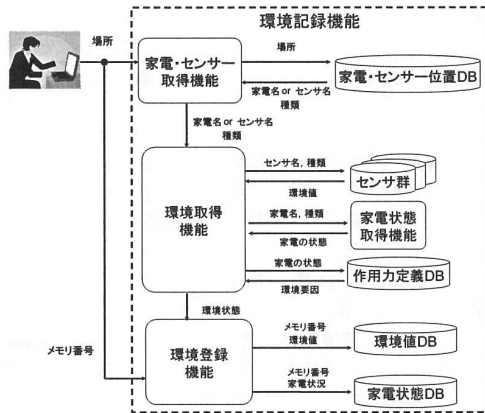 環境記録機能
場所
家電・センサー
取得機能
場所
家電名 or センサ名
種類
家電・センサー位置DB
家電名 or センサ名
種類
環境取得
機能
センサ名, 種類
環境値
センサ群
家電名, 種類
家電の状態
家電状態
取得機能
家電の状態
環境要因
作用力定義DB
環境状態
メモリ番号
環境登録
機能
メモリ番号
環境値
環境値DB
メモリ番号
家電状況
家電状態DB